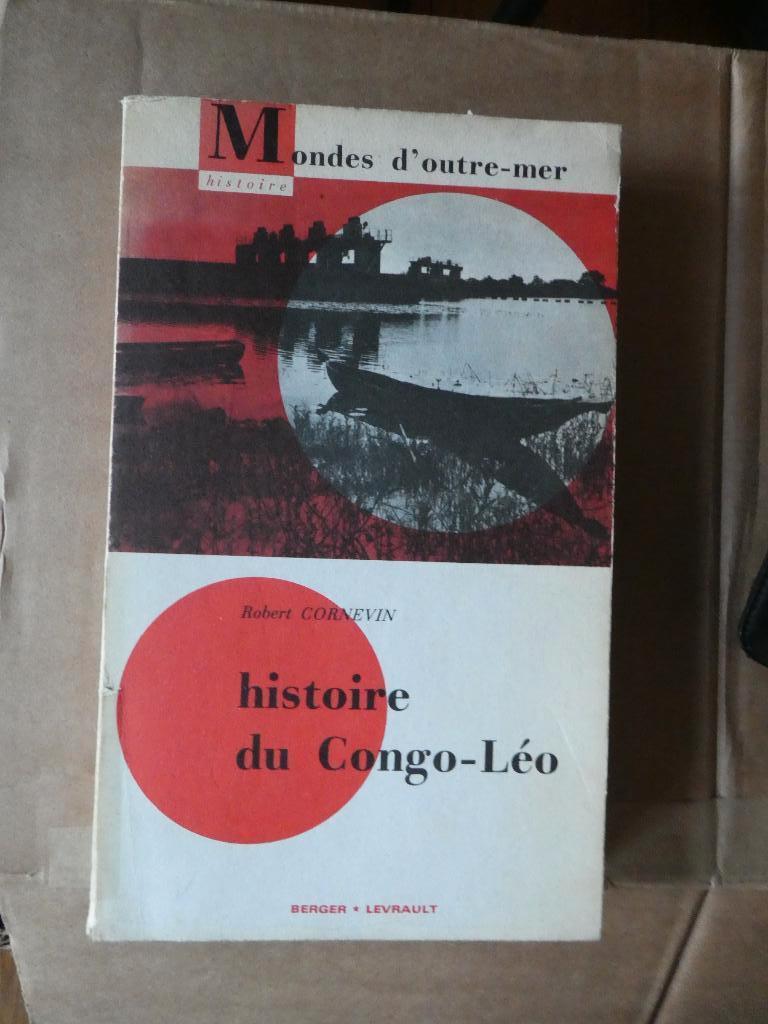 Mondes d'outre-mer
histoire
Robert CORNEVIN
histoire
du Congo-Léo
BERGER * LEVRAULT